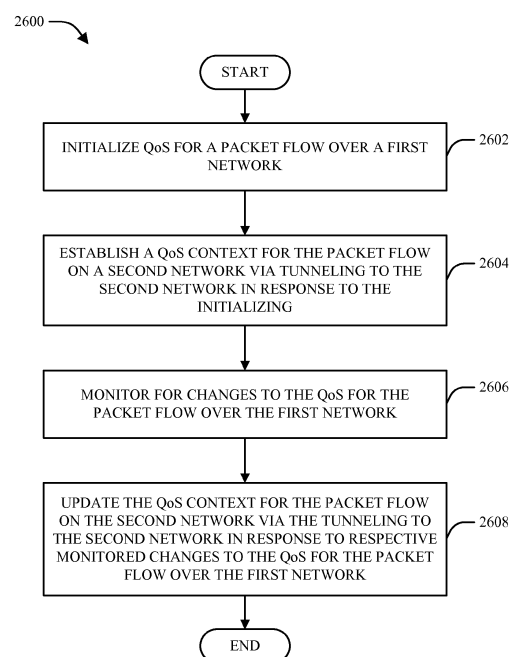 2600
START
INITIALIZE QoS FOR A PACKET FLOW OVER A FIRST
NETWORK
2602
ESTABLISH A QoS CONTEXT FOR THE PACKET FLOW
ON A SECOND NETWORK VIA TUNNELING TO THE
SECOND NETWORK IN RESPONSE TO THE
INITIALIZING
2604
MONITOR FOR CHANGES TO THE QoS FOR THE
PACKET FLOW OVER THE FIRST NETWORK
2606
UPDATE THE QoS CONTEXT FOR THE PACKET FLOW
ON THE SECOND NETWORK VIA THE TUNNELING TO
THE SECOND NETWORK IN RESPONSE TO RESPECTIVE
MONITORED CHANGES TO THE QoS FOR THE PACKET
FLOW OVER THE FIRST NETWORK
2608
END